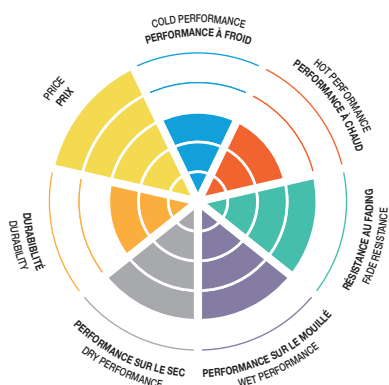 COLD PERFORMANCE
PERFORMANCE À FROID
HOT PERFORMANCE
PERFORMANCE À CHAUD
RÉSISTANCE AU FADING
FADE RESISTANCE
PERFORMANCE SUR LE MOUILLÉ
WET PERFORMANCE
PERFORMANCE SUR LE SEC
DRY PERFORMANCE
DURABIBLITÉ
DURABILITY
PRICE
PRIX